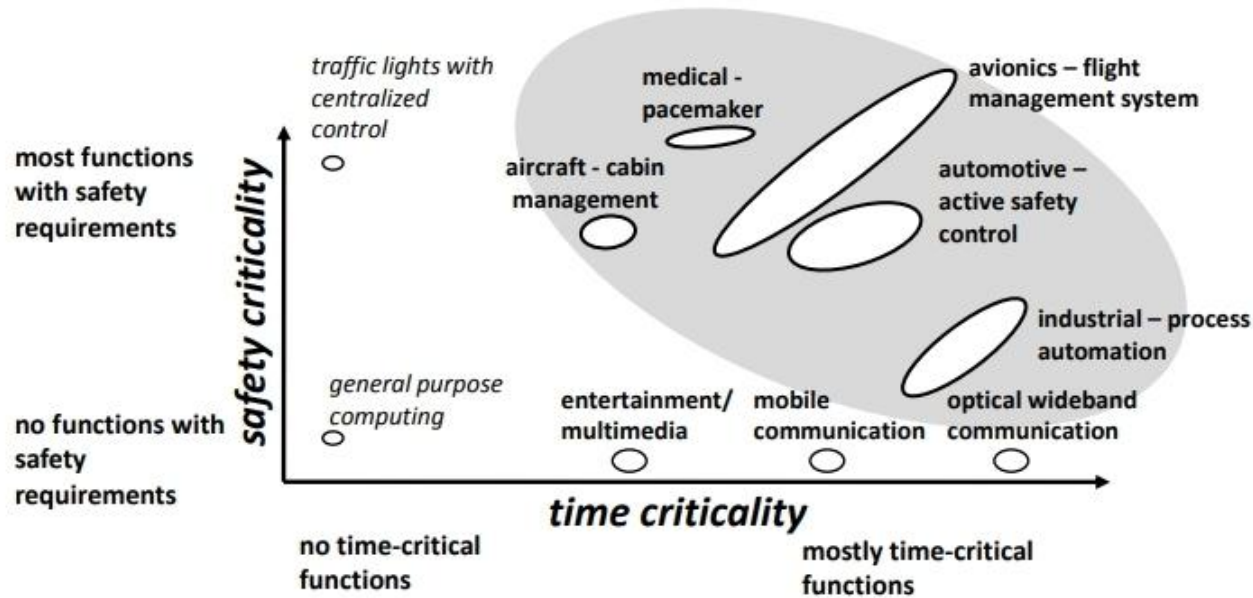 traffic lights with
centralized
control
medical -
pacemaker
avionics – flight
management system
most functions
with safety
requirements
aircraft - cabin
management
automotive –
active safety
control
safety criticality
industrial – process
automation
general purpose
computing
entertainment/
multimedia
mobile
communication
optical wideband
communication
no functions with
safety
requirements
time criticality
no time-critical
functions
mostly time-critical
functions